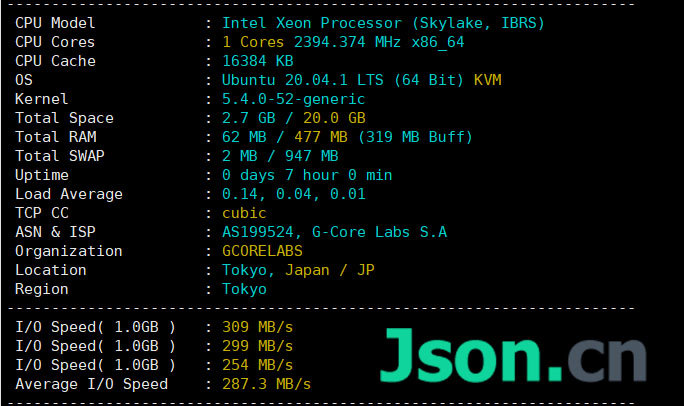 CPU Model : Intel Xeon Processor (Skylake, IBRS)
CPU Cores : 1 Cores 2394.374 MHz x86_64
CPU Cache : 16384 KB
OS : Ubuntu 20.04.1 LTS (64 Bit) KVM
Kernel : 5.4.0-52-generic
Total Space : 2.7 GB / 20.0 GB
Total RAM : 62 MB / 477 MB (319 MB Buff)
Total SWAP : 2 MB / 947 MB
Uptime : 0 days 7 hour 0 min
Load Average : 0.14, 0.04, 0.01
TCP CC : cubic
ASN & ISP : AS199524, G-Core Labs S.A
Organization : GCORELABS
Location : Tokyo, Japan / JP
Region : Tokyo
I/O Speed( 1.0GB ) : 309 MB/s
I/O Speed( 1.0GB ) : 299 MB/s
I/O Speed( 1.0GB ) : 254 MB/s
Average I/O Speed : 287.3 MB/s
Json.cn